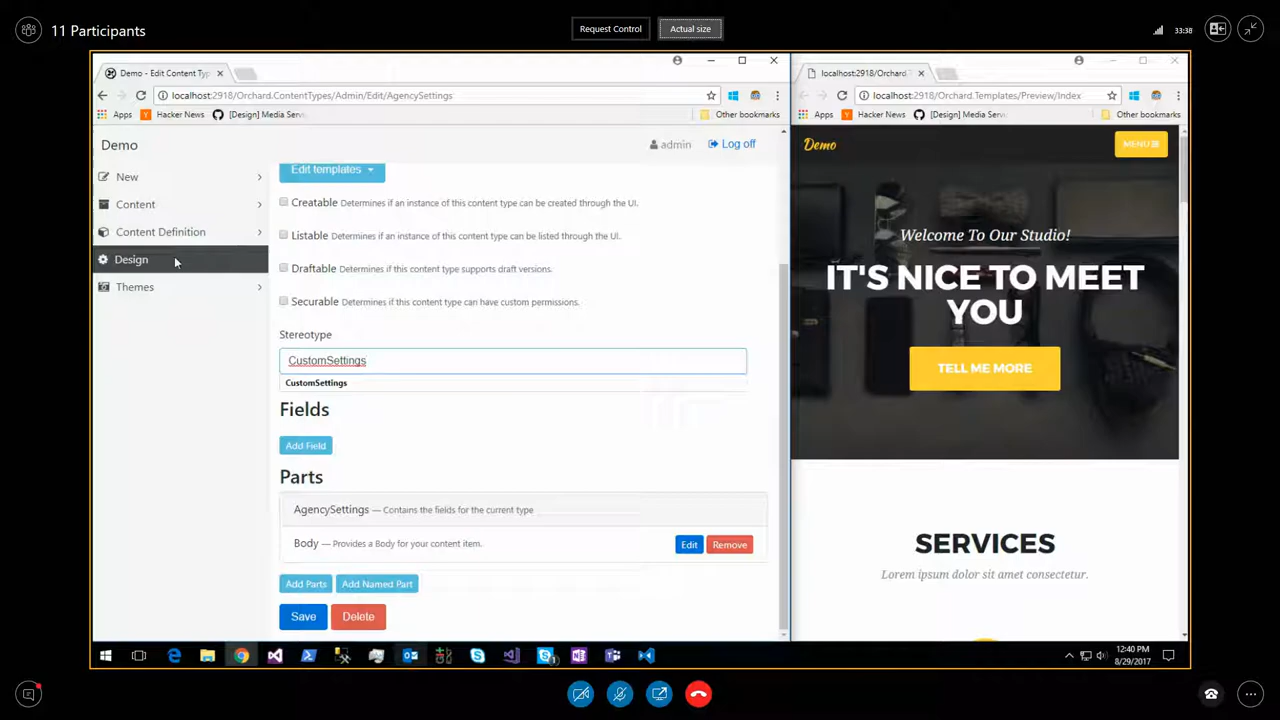 11 Participants
Request Control
Actual size
33:38
Demo - Edit Content Typ
localhost:2918/Orchard.ContentTypes/Admin/Edit/AgencySettings
Apps
Hacker News
[Design] Media Servi
Other bookmarks
Demo
admin
Log off
New
Content
Content Definition
Design
Themes
Edit templates
Creatable Determines if an instance of this content type can be created through the UI.
Listable Determines if an instance of this content type can be listed through the UI.
Draftable Determines if this content type supports draft versions.
Securable Determines if this content type can have custom permissions.
Stereotype
CustomSettings
CustomSettings
Fields
Add Field
Parts
AgencySettings — Contains the fields for the current type
Body — Provides a Body for your content item.
Edit
Remove
Add Parts
Add Named Part
Save
Delete
localhost:2918/Orchard.T
localhost:2918/Orchard.Templates/Preview/Index
Apps
Hacker News
[Design] Media Servi
Other bookmarks
Demo
MENU
Welcome To Our Studio!
IT'S NICE TO MEET
YOU
TELL ME MORE
SERVICES
Lorem ipsum dolor sit amet consectetur.
12:40 PM
8/29/2017